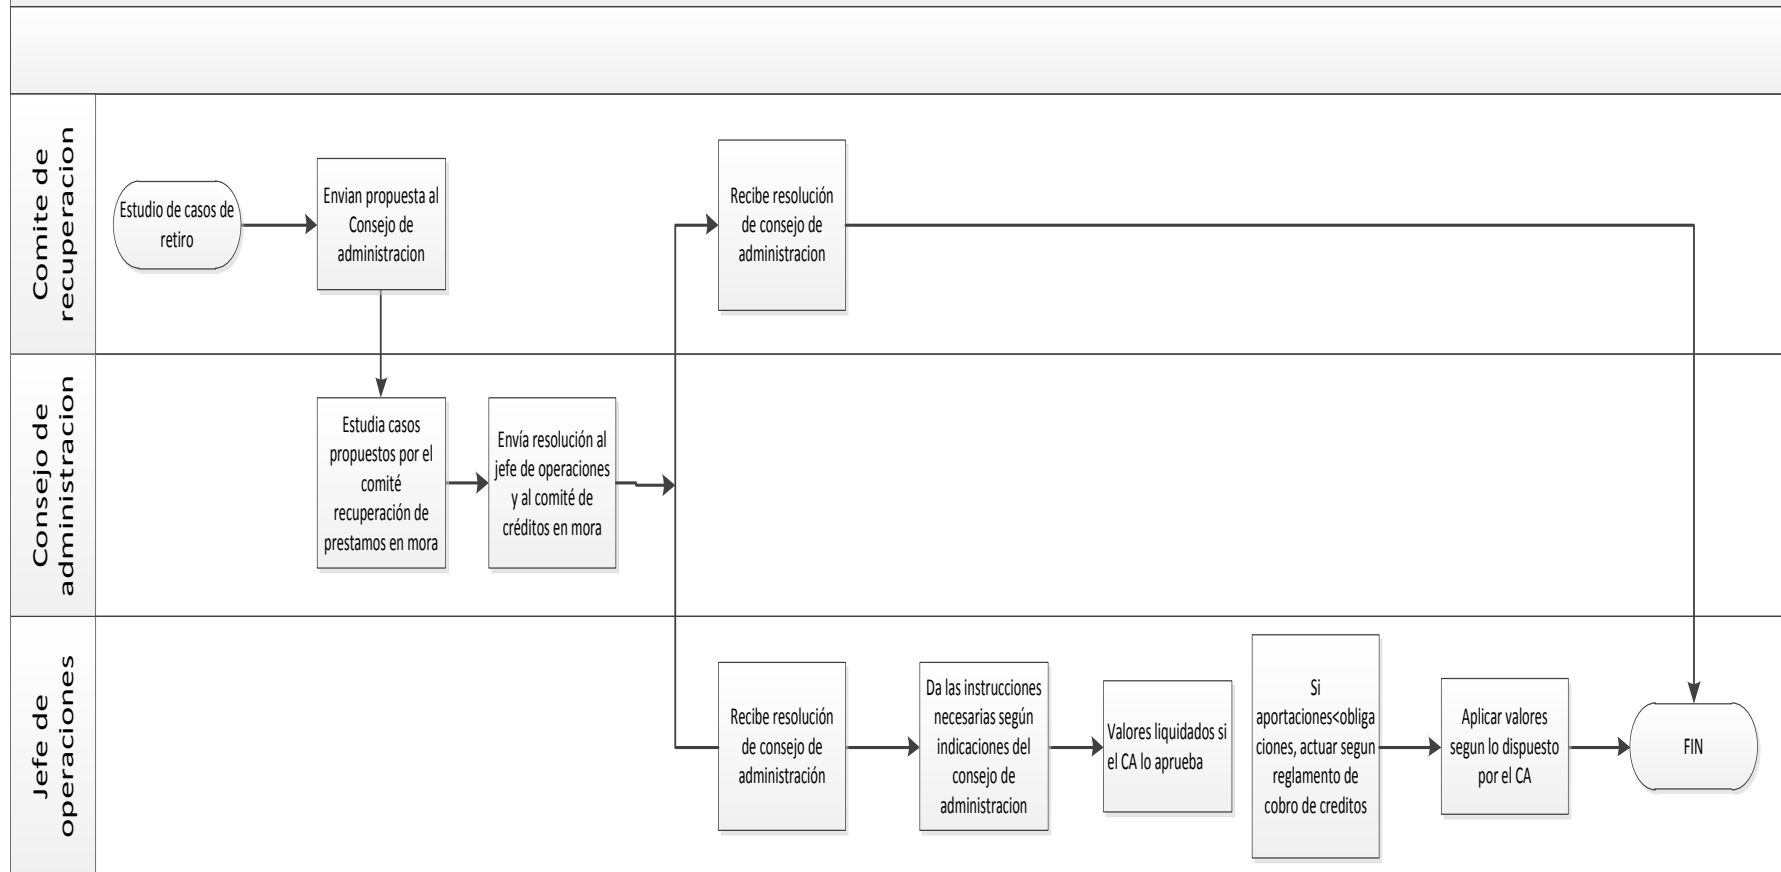 Comite de
recuperacion
Estudio de casos de
retiro
Envian propuesta al
Consejo de
administracion
Recibe resolución
de consejo de
administracion
Consejo de
administracion
Estudia casos
propuestos por el
comité
recuperación de
prestamos en mora
Envía resolución al
jefe de operaciones
y al comité de
créditos en mora
Jefe de
operaciones
Recibe resolución
de consejo de
administración
Da las instrucciones
necesarias según
indicaciones del
consejo de
administracion
Valores liquidados si
el CA lo aprueba
Si
aportaciones<obliga
ciones, actuar segun
reglamento de
cobro de creditos
Aplicar valores
segun lo dispuesto
por el CA
FIN